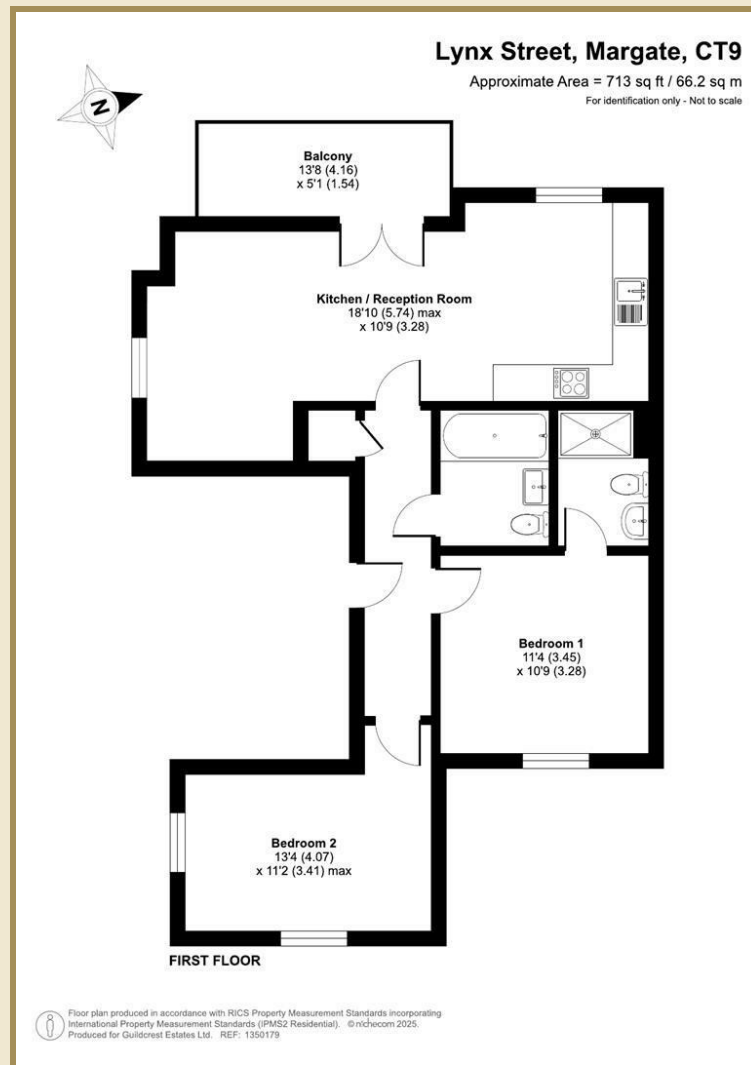 Lynx Street, Margate, CT9
Approximate Area = 713 sq ft / 66.2 sq m
For identification only - Not to scale
N
Balcony
13'8 (4.16)
x 5'1 (1.54)
Kitchen / Reception Room
18'10 (5.74) max
x 10'9 (3.28)
Bedroom 1
11'4 (3.45)
x 10'9 (3.28)
Bedroom 2
13'4 (4.07)
x 11'2 (3.41) max
FIRST FLOOR
Floor plan produced in accordance with RICS Property Measurement Standards incorporating
International Property Measurement Standards (IPMS2 Residential). ©nichecom 2025.
Produced for Guildcrest Estates Ltd. REF: 1350179